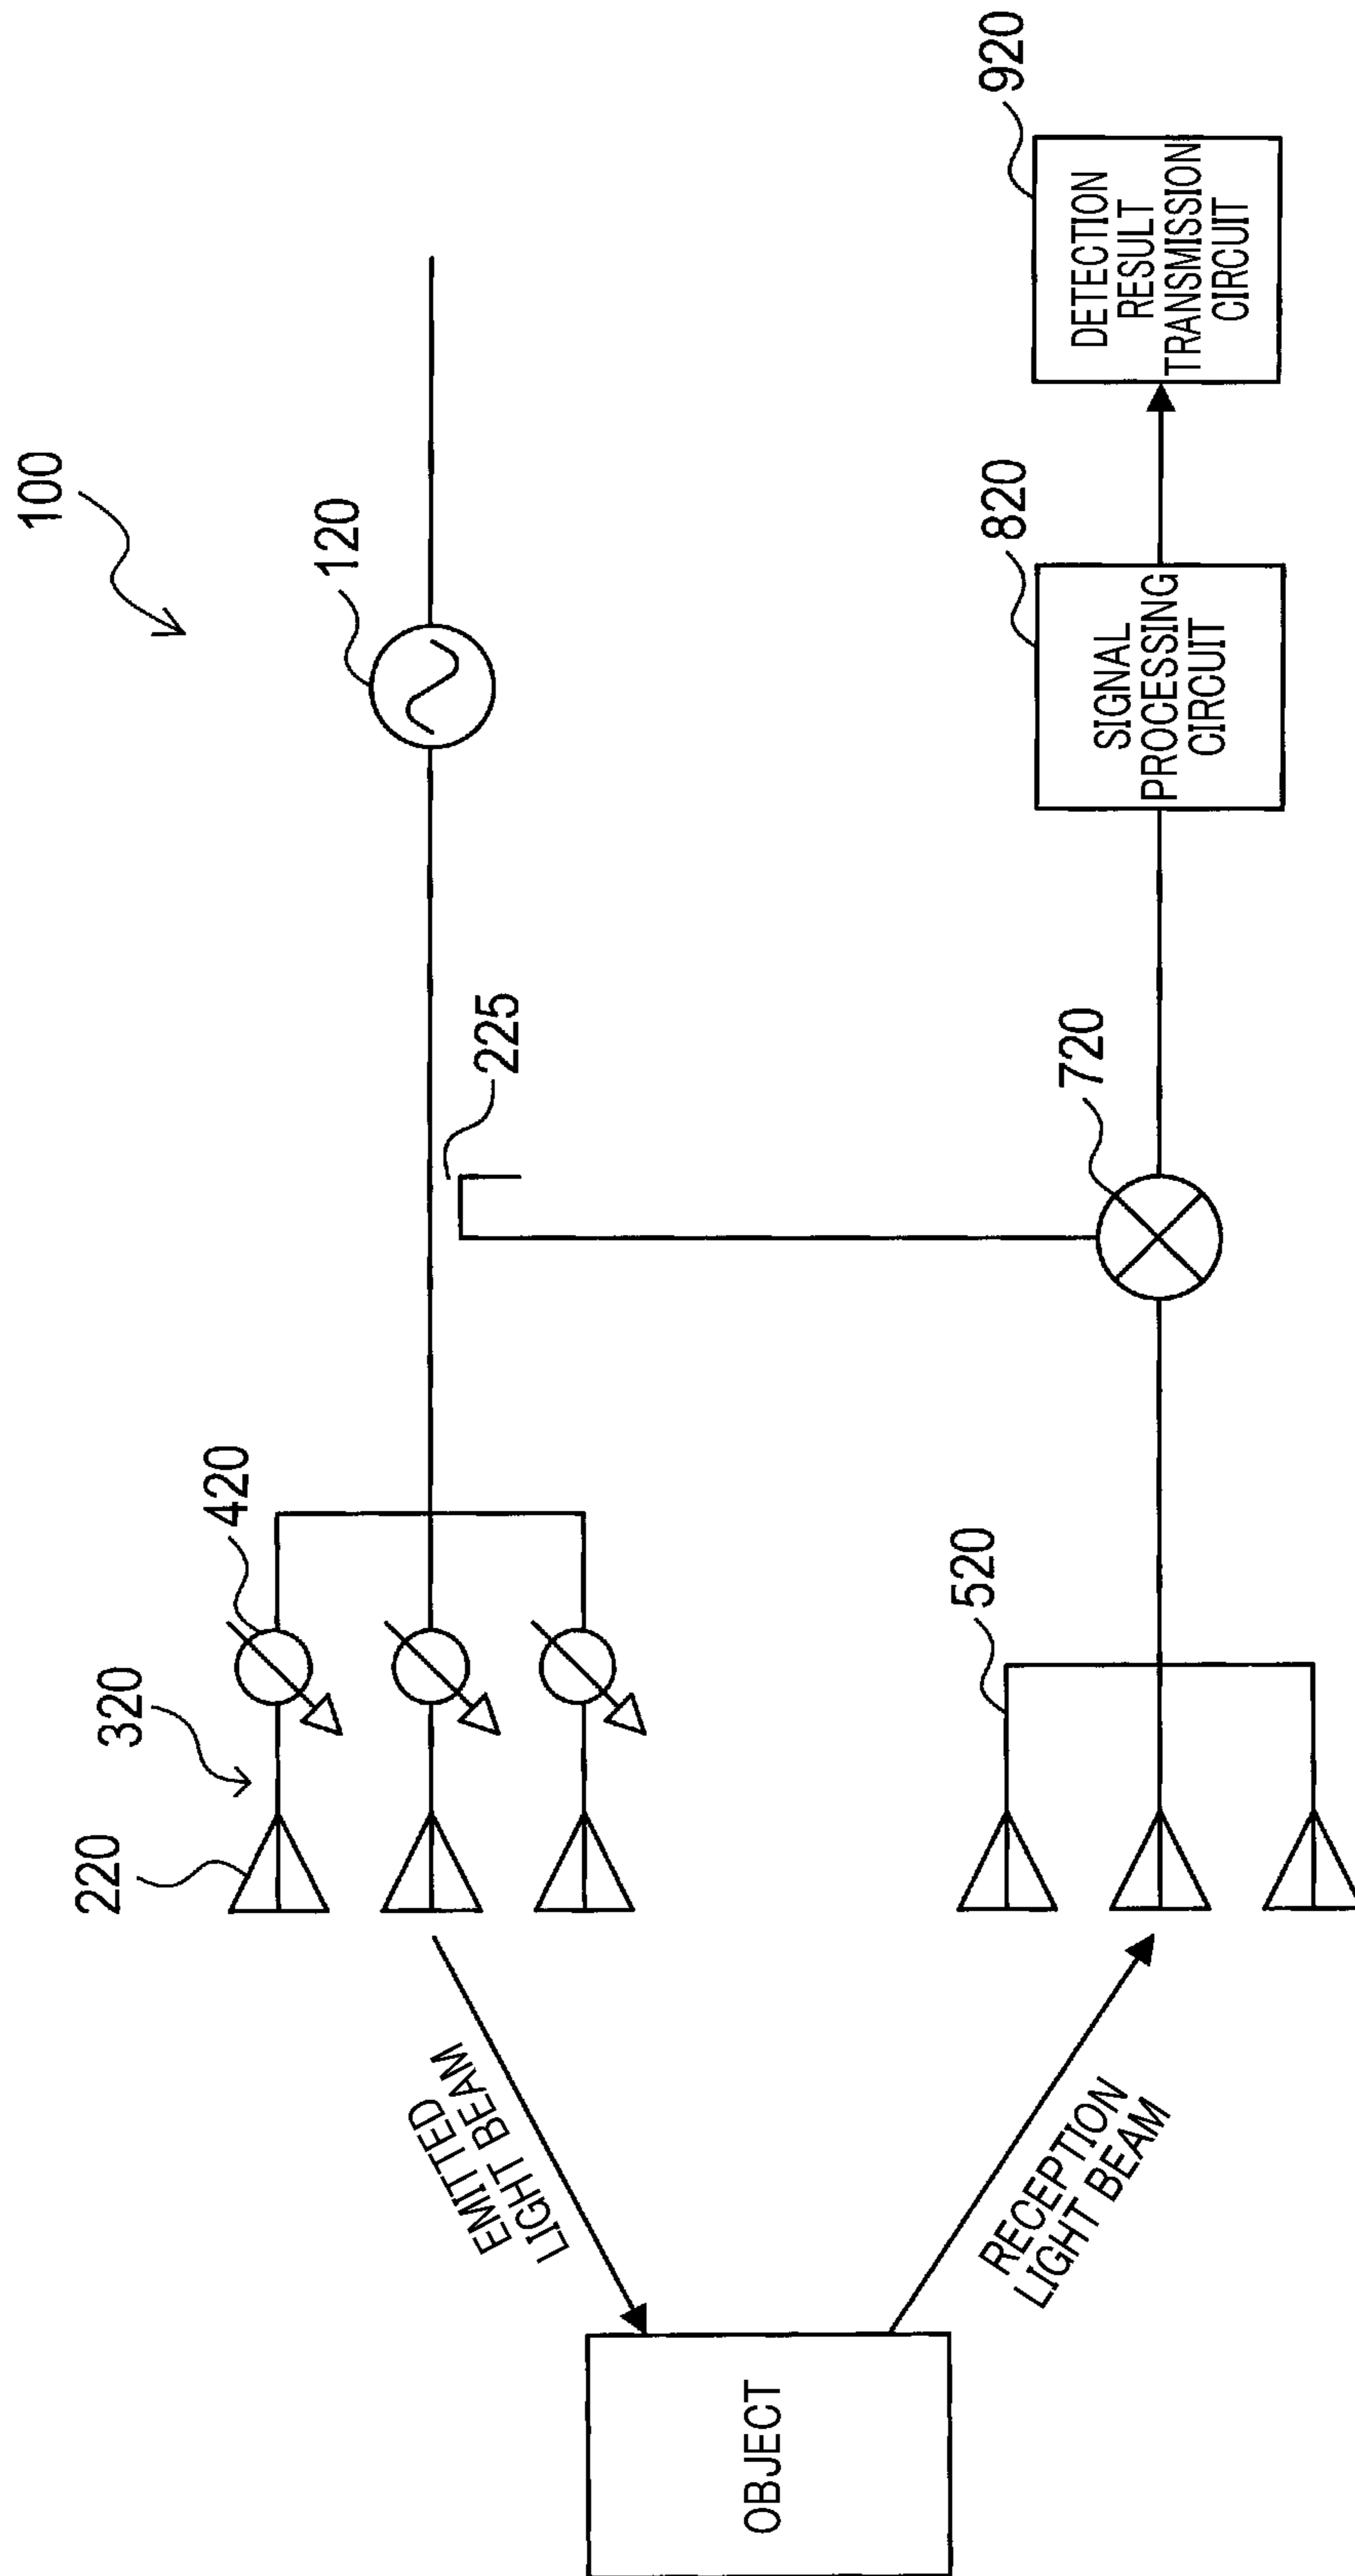 100
120
225
420
320
220
EMITTED
LIGHT BEAM
OBJECT
RECEPTION
LIGHT BEAM
520
720
820
SIGNAL
PROCESSING
CIRCUIT
920
DETECTION
RESULT
TRANSMISSION
CIRCUIT